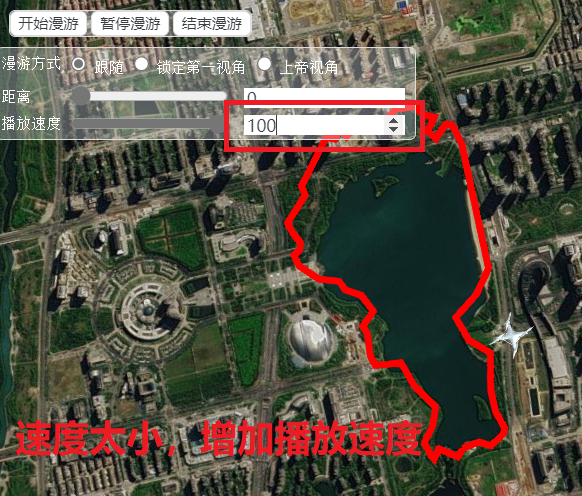 开始漫游 暂停漫游 结束漫游
漫游方式 跟随 锁定第一视角 上帝视角
距离 0
播放速度 100
速度太小，增加播放速度